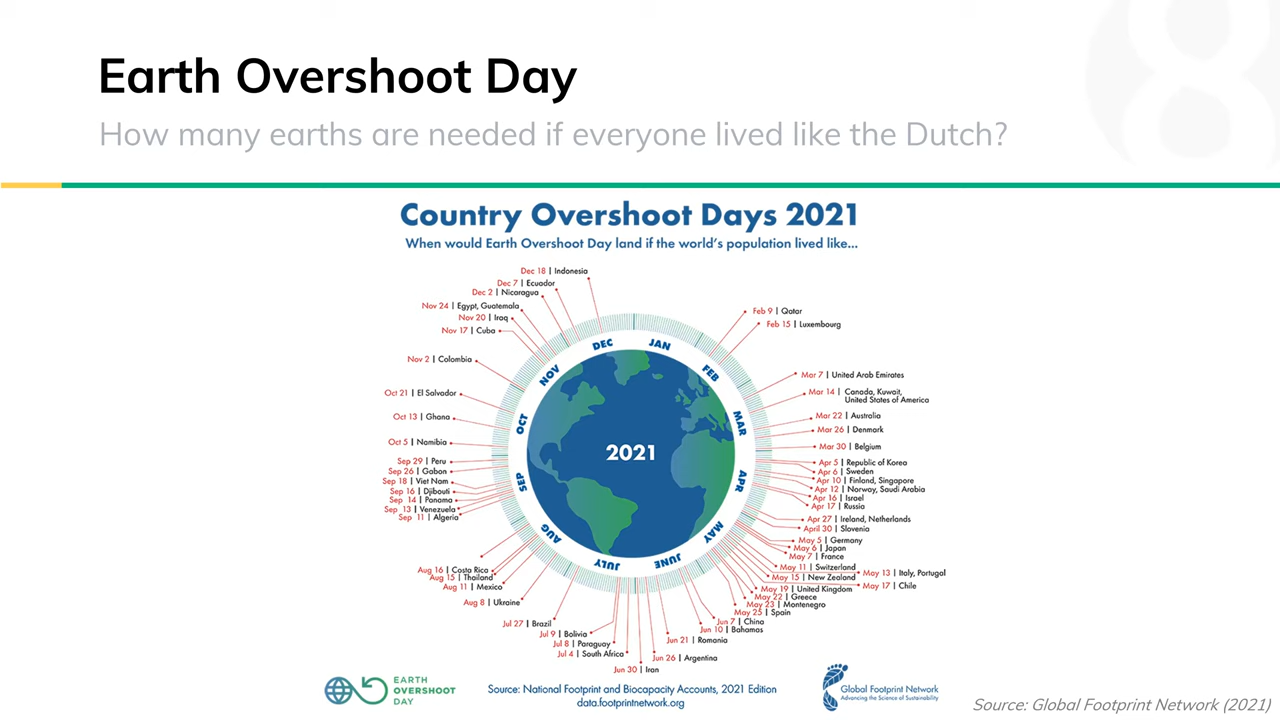 Earth Overshoot Day
How many earths are needed if everyone lived like the Dutch?
Country Overshoot Days 2021
When would Earth Overshoot Day land if the world's population lived like...
Dec 18 | Indonesia
Dec 7 | Ecuador
Dec 2 | Nicaragua
Nov 24 | Egypt, Guatemala
Nov 20 | Iraq
Nov 17 | Cuba
Nov 2 | Colombia
Oct 21 | El Salvador
Oct 13 | Ghana
Oct 5 | Namibia
Sep 29 | Peru
Sep 26 | Gabon
Sep 18 | Viet Nam
Sep 16 | Djibouti
Sep 14 | Panama
Sep 13 | Venezuela
Sep 11 | Algeria
Aug 16 | Costa Rica
Aug 15 | Thailand
Aug 11 | Mexico
Aug 8 | Ukraine
Jul 27 | Brazil
Jul 9 | Bolivia
Jul 8 | Paraguay
Jul 4 | South Africa
Jun 30 | Iran
Feb 9 | Qatar
Feb 15 | Luxembourg
Mar 7 | United Arab Emirates
Mar 14 | Canada, Kuwait,
United States of America
Mar 22 | Australia
Mar 26 | Denmark
Mar 30 | Belgium
Apr 5 | Republic of Korea
Apr 6 | Sweden
Apr 10 | Finland, Singapore
Apr 12 | Norway, Saudi Arabia
Apr 16 | Israel
Apr 17 | Russia
Apr 27 | Ireland, Netherlands
April 30 | Slovenia
May 5 | Germany
May 6 | Japan
May 7 | France
May 11 | Switzerland
May 13 | Italy, Portugal
May 15 | New Zealand
May 17 | Chile
May 19 | United Kingdom
May 22 | Greece
May 23 | Montenegro
May 25 | Spain
Jun 7 | China
Jun 10 | Bahamas
Jun 21 | Romania
Jun 26 | Argentina
JAN
FEB
MAR
APR
MAY
JUNE
JULY
AUG
SEP
OCT
NOV
DEC
2021
EARTH
OVERSHOOT
DAY
Source: National Footprint and Biocapacity Accounts, 2021 Edition
data.footprintnetwork.org
Global Footprint Network
Advancing the Science of Sustainability
Source: Global Footprint Network (2021)
8